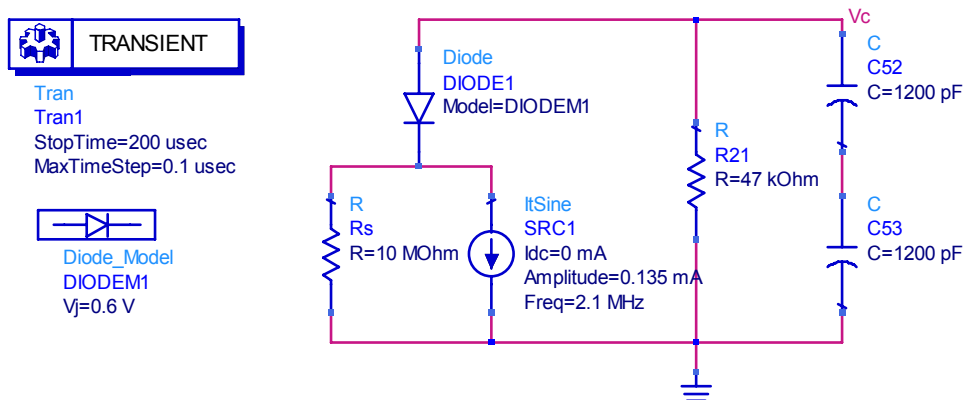 TRANSIENT
Tran
Tran1
StopTime=200 usec
MaxTimeStep=0.1 usec
Diode_Model
DIODEM1
Vj=0.6 V
Diode
DIODE1
Model=DIODEM1
R
Rs
R=10 MOhm
ItSine
SRC1
Idc=0 mA
Amplitude=0.135 mA
Freq=2.1 MHz
R
R21
R=47 kOhm
Vc
C
C52
C=1200 pF
C
C53
C=1200 pF